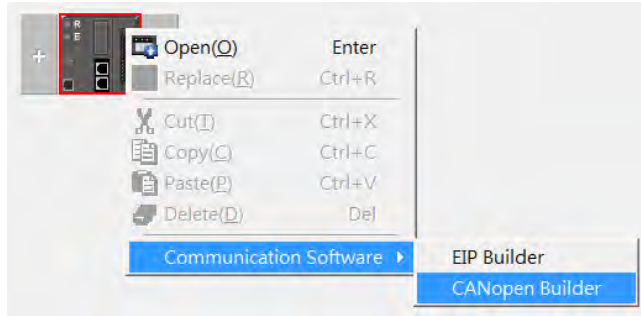 R
E
+
Open(O) Enter
Replace(R) Ctrl+R
Cut(T) Ctrl+X
Copy(C) Ctrl+C
Paste(P) Ctrl+V
Delete(D) Del
Communication Software
EIP Builder
CANopen Builder